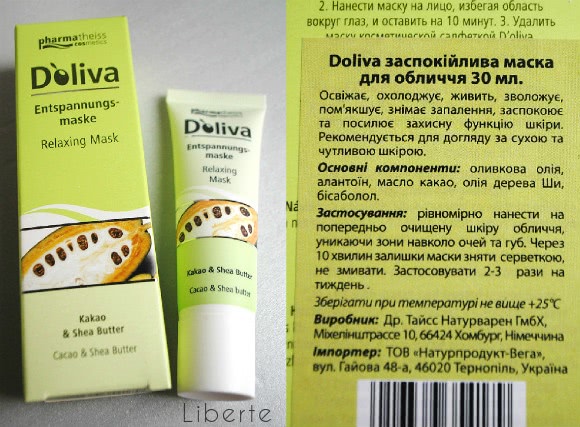 pharmatheiss
cosmetics
D'oliva
Entspannungs-
maske
Relaxing Mask
Kakao
& Shea Butter
Cacao & Shea Butter
pharmatheiss
cosmetics
D'oliva
Entspannungs-
maske
Relaxing
Mask
Kakao & Shea Butter
Cacao & Shea Butter
Liberte
2. Нанести маску на лицо, избегая область
вокруг глаз, и оставить на 10 минут. 3. Удалить
маску косметической салфеткой D'oliva
Doliva заспокійлива маска
для обличчя 30 мл.
Освіжає, охолоджує, живить, зволожує,
пом'якшує, знімає запалення, заспокоює
та посилює захисну функцію шкіри.
Рекомендується для догляду за сухою та
чутливою шкірою.
Основні компоненти: оливкова олія,
алантоїн, масло какао, олія дерева Ши,
бісаболол.
Застосування: рівномірно нанести на
попередньо очищену шкіру обличчя,
уникаючи зони навколо очей та губ. Через
10 хвилин залишки маски зняти серветкою,
не змивати. Застосовувати 2-3 рази на
тиждень .
Зберігати при температурі не вище +25°C
Виробник: Др. Тайсс Натурварен ГмбХ,
Міхелінштрассе 10, 66424 Хомбург, Німеччина
Імпортер: ТОВ «Натурпродукт-Вега»,
вул. Гайова 48-а, 46020 Тернопіль, Україна